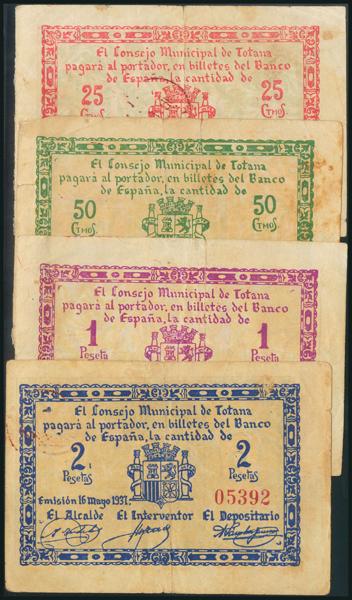 El Consejo Municipal de Totana
pagará al portador, en billetes del Banco
de España, la cantidad de
25 25
Ctmos Ctmos
El Consejo Municipal de Totana
pagará al portador, en billetes del Banco
de España, la cantidad de
50 50
Ctmos Ctmos
El Consejo Municipal de Totana
pagará al portador, en billetes del Banco
de España, la cantidad de
1 1
Peseta Peseta
El Consejo Municipal de Totana
pagará al portador, en billetes del Banco
de España, la cantidad de
2 2
Pesetas Pesetas
Emisión 16 Mayo 1937. 05392
El Alcalde El Interventor El Depositario